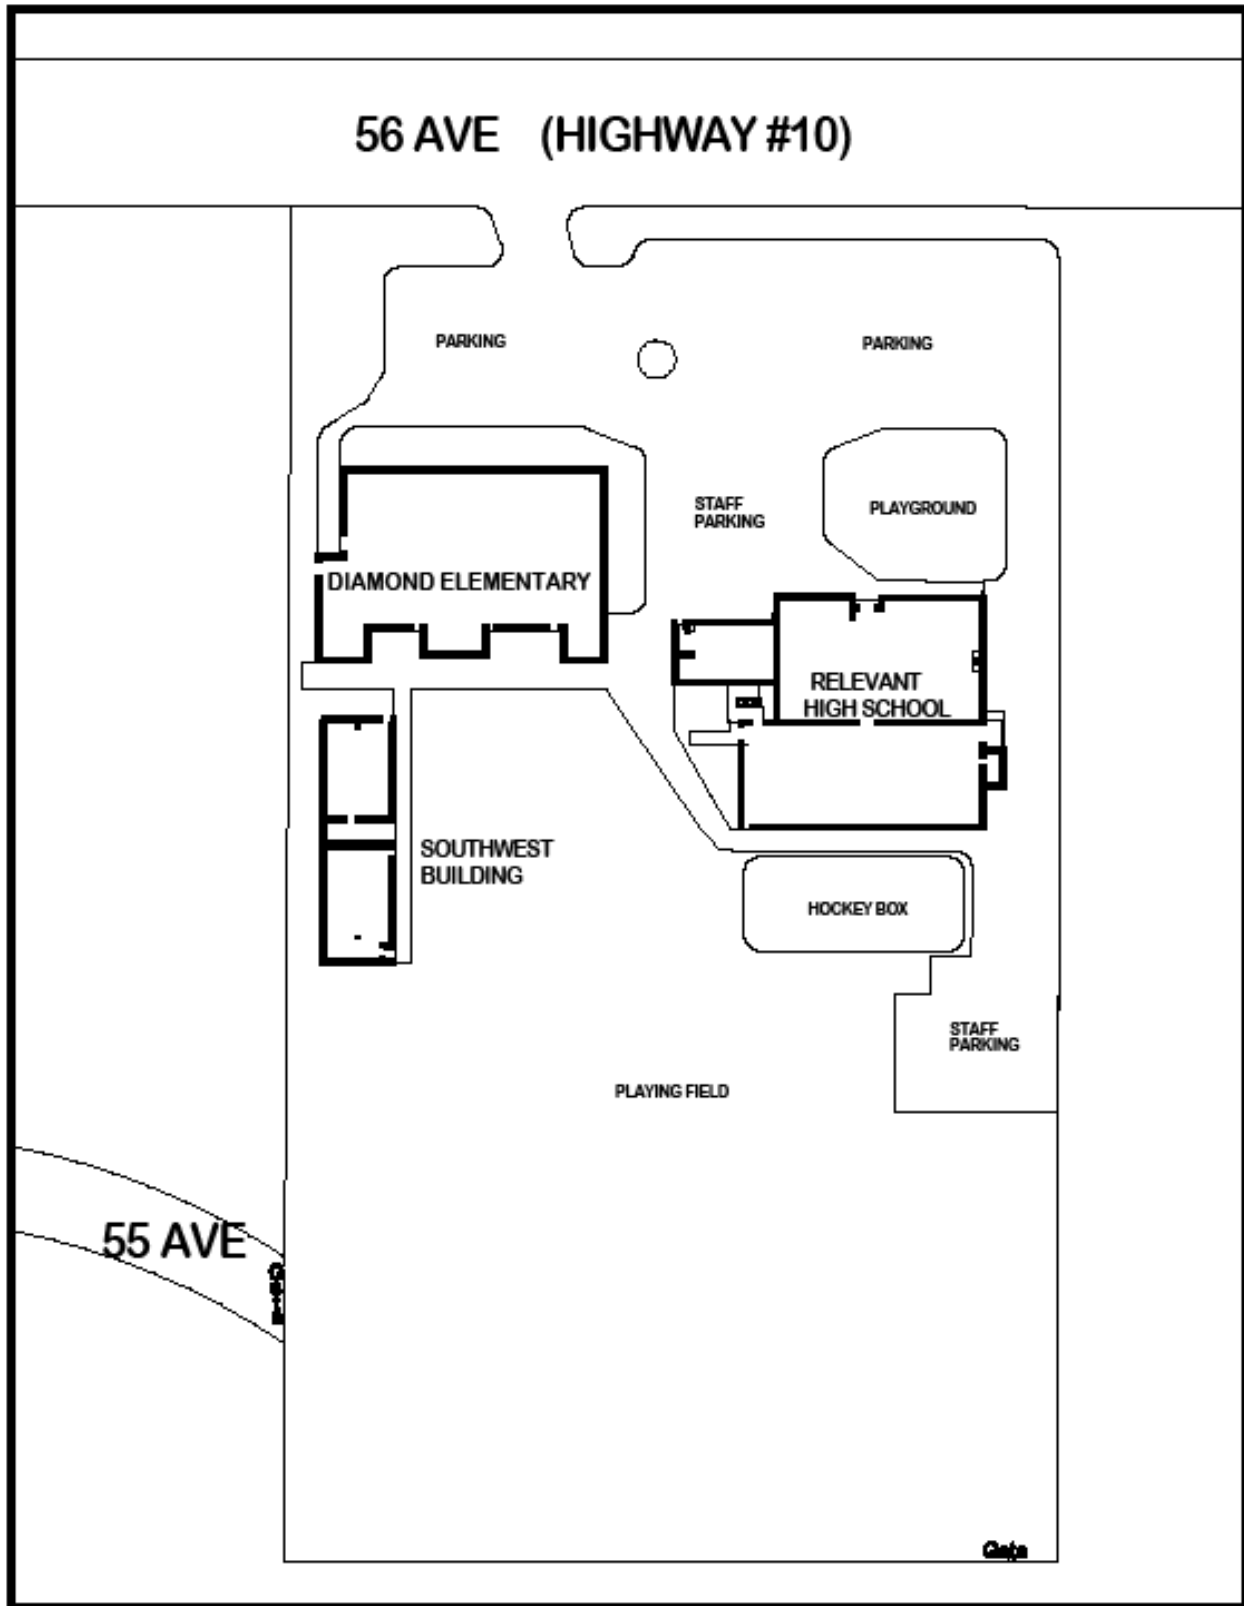 56 AVE (HIGHWAY #10)
PARKING
PARKING
STAFF
PARKING
PLAYGROUND
DIAMOND ELEMENTARY
RELEVANT
HIGH SCHOOL
SOUTHWEST
BUILDING
HOCKEY BOX
STAFF
PARKING
PLAYING FIELD
55 AVE
Gate
Gate